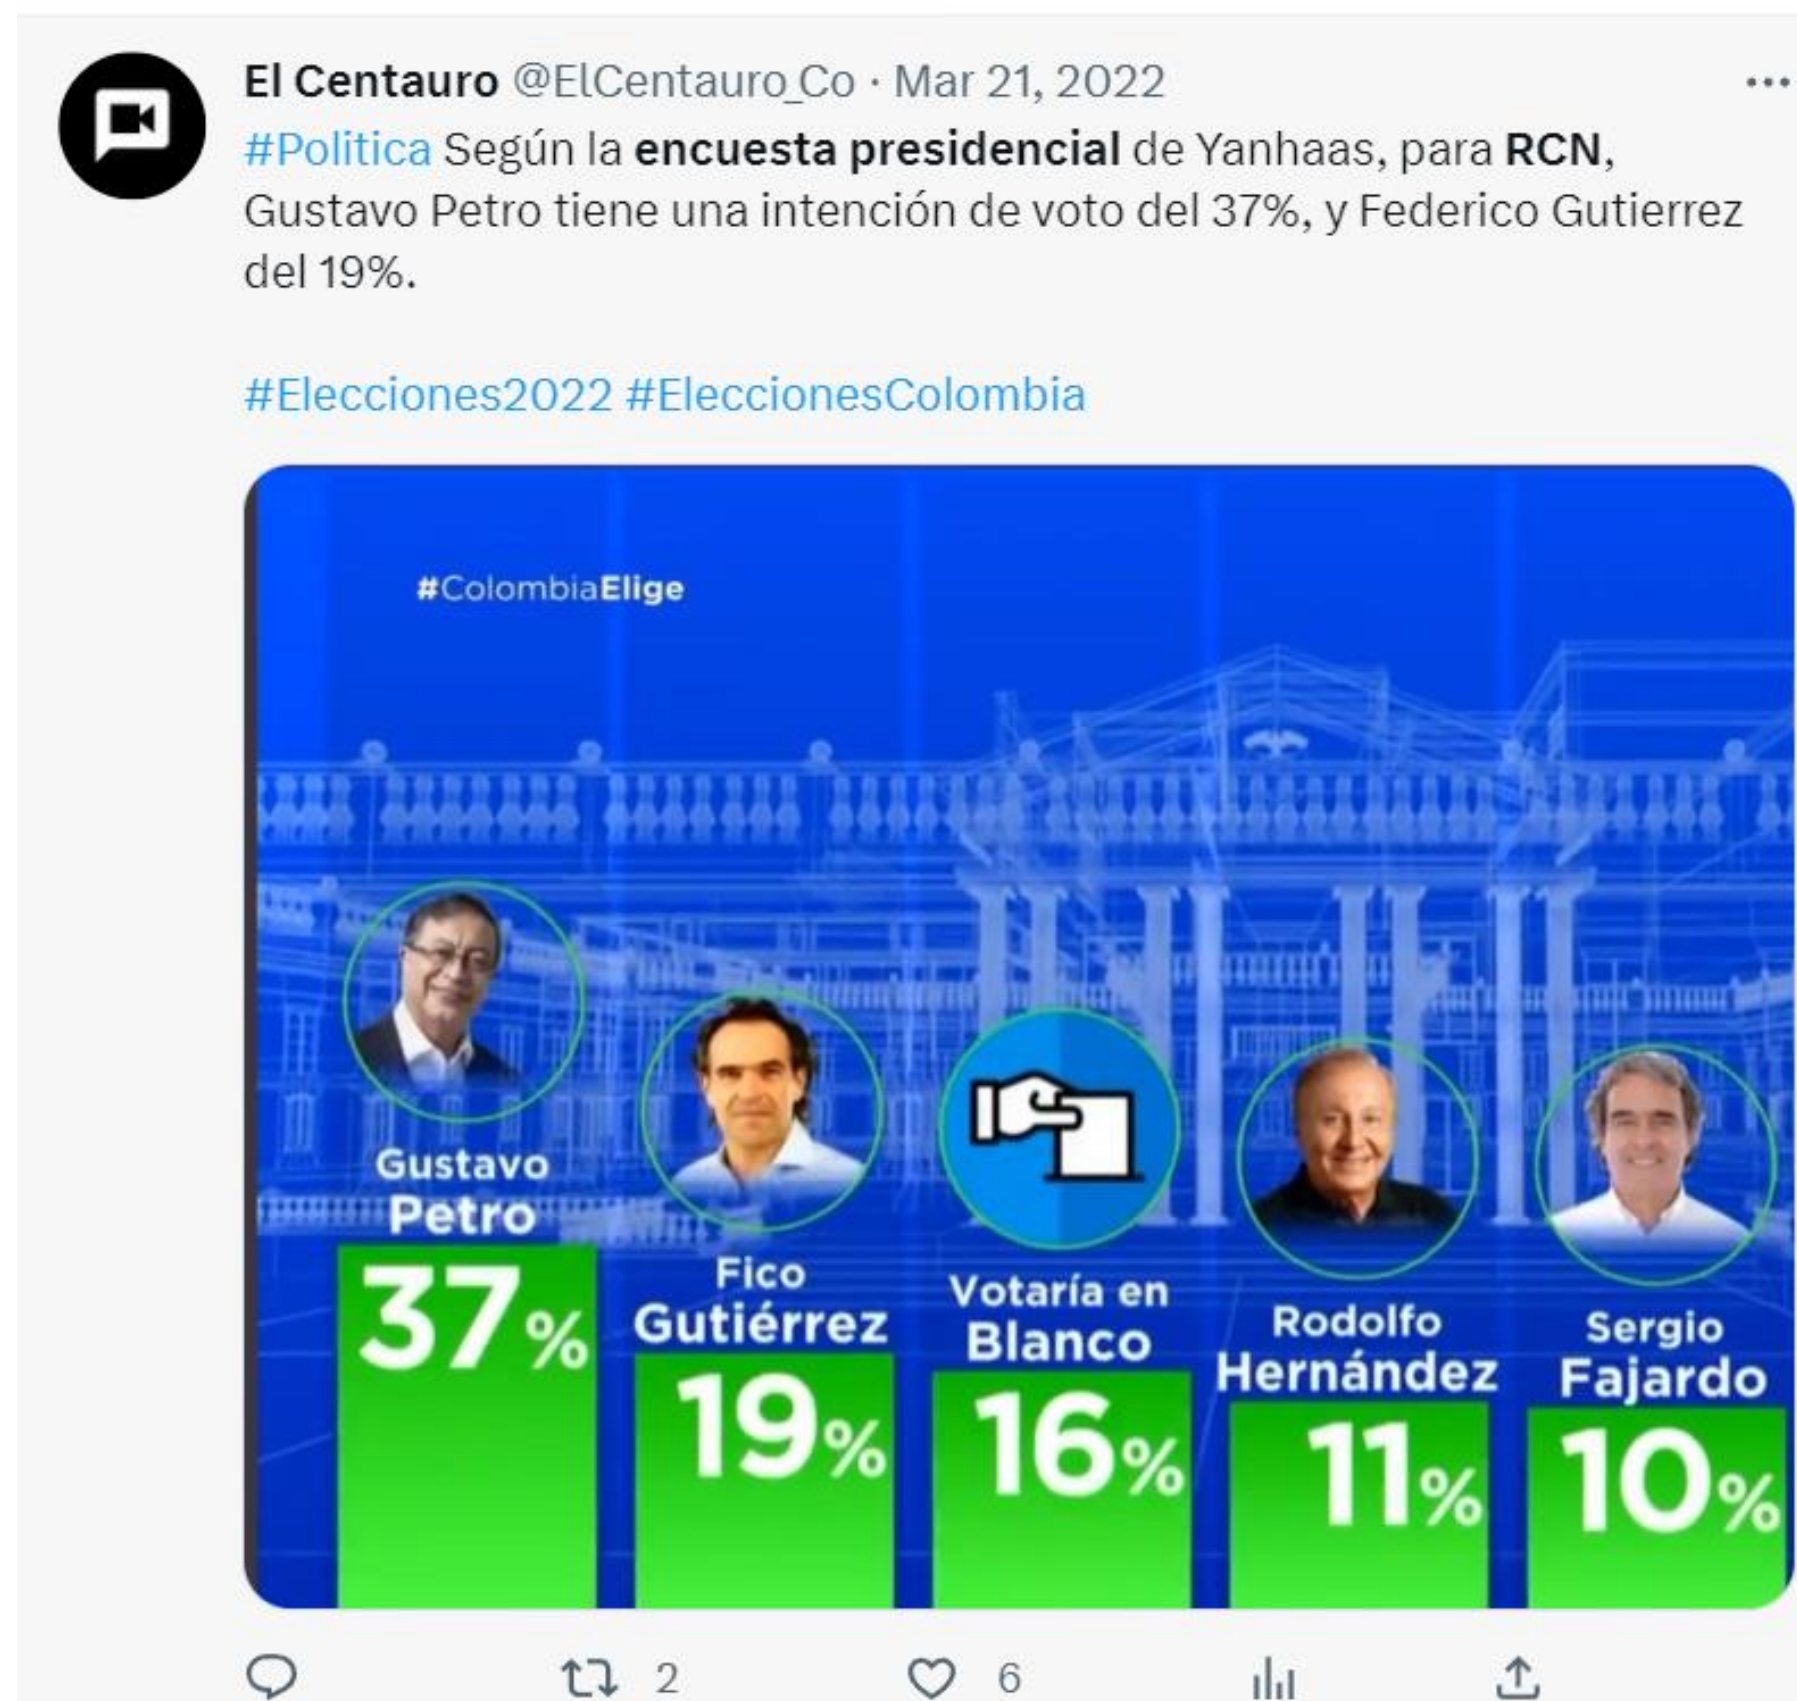 El Centauro @ElCentauro_Co · Mar 21, 2022
#Politica Según la encuesta presidencial de Yanhaas, para RCN,
Gustavo Petro tiene una intención de voto del 37%, y Federico Gutierrez
del 19%.
#Elecciones2022 #EleccionesColombia
#ColombiaElige
Gustavo
Petro
37%
Fico
Gutiérrez
19%
Votaría en
Blanco
16%
Rodolfo
Hernández
11%
Sergio
Fajardo
10%
2
6